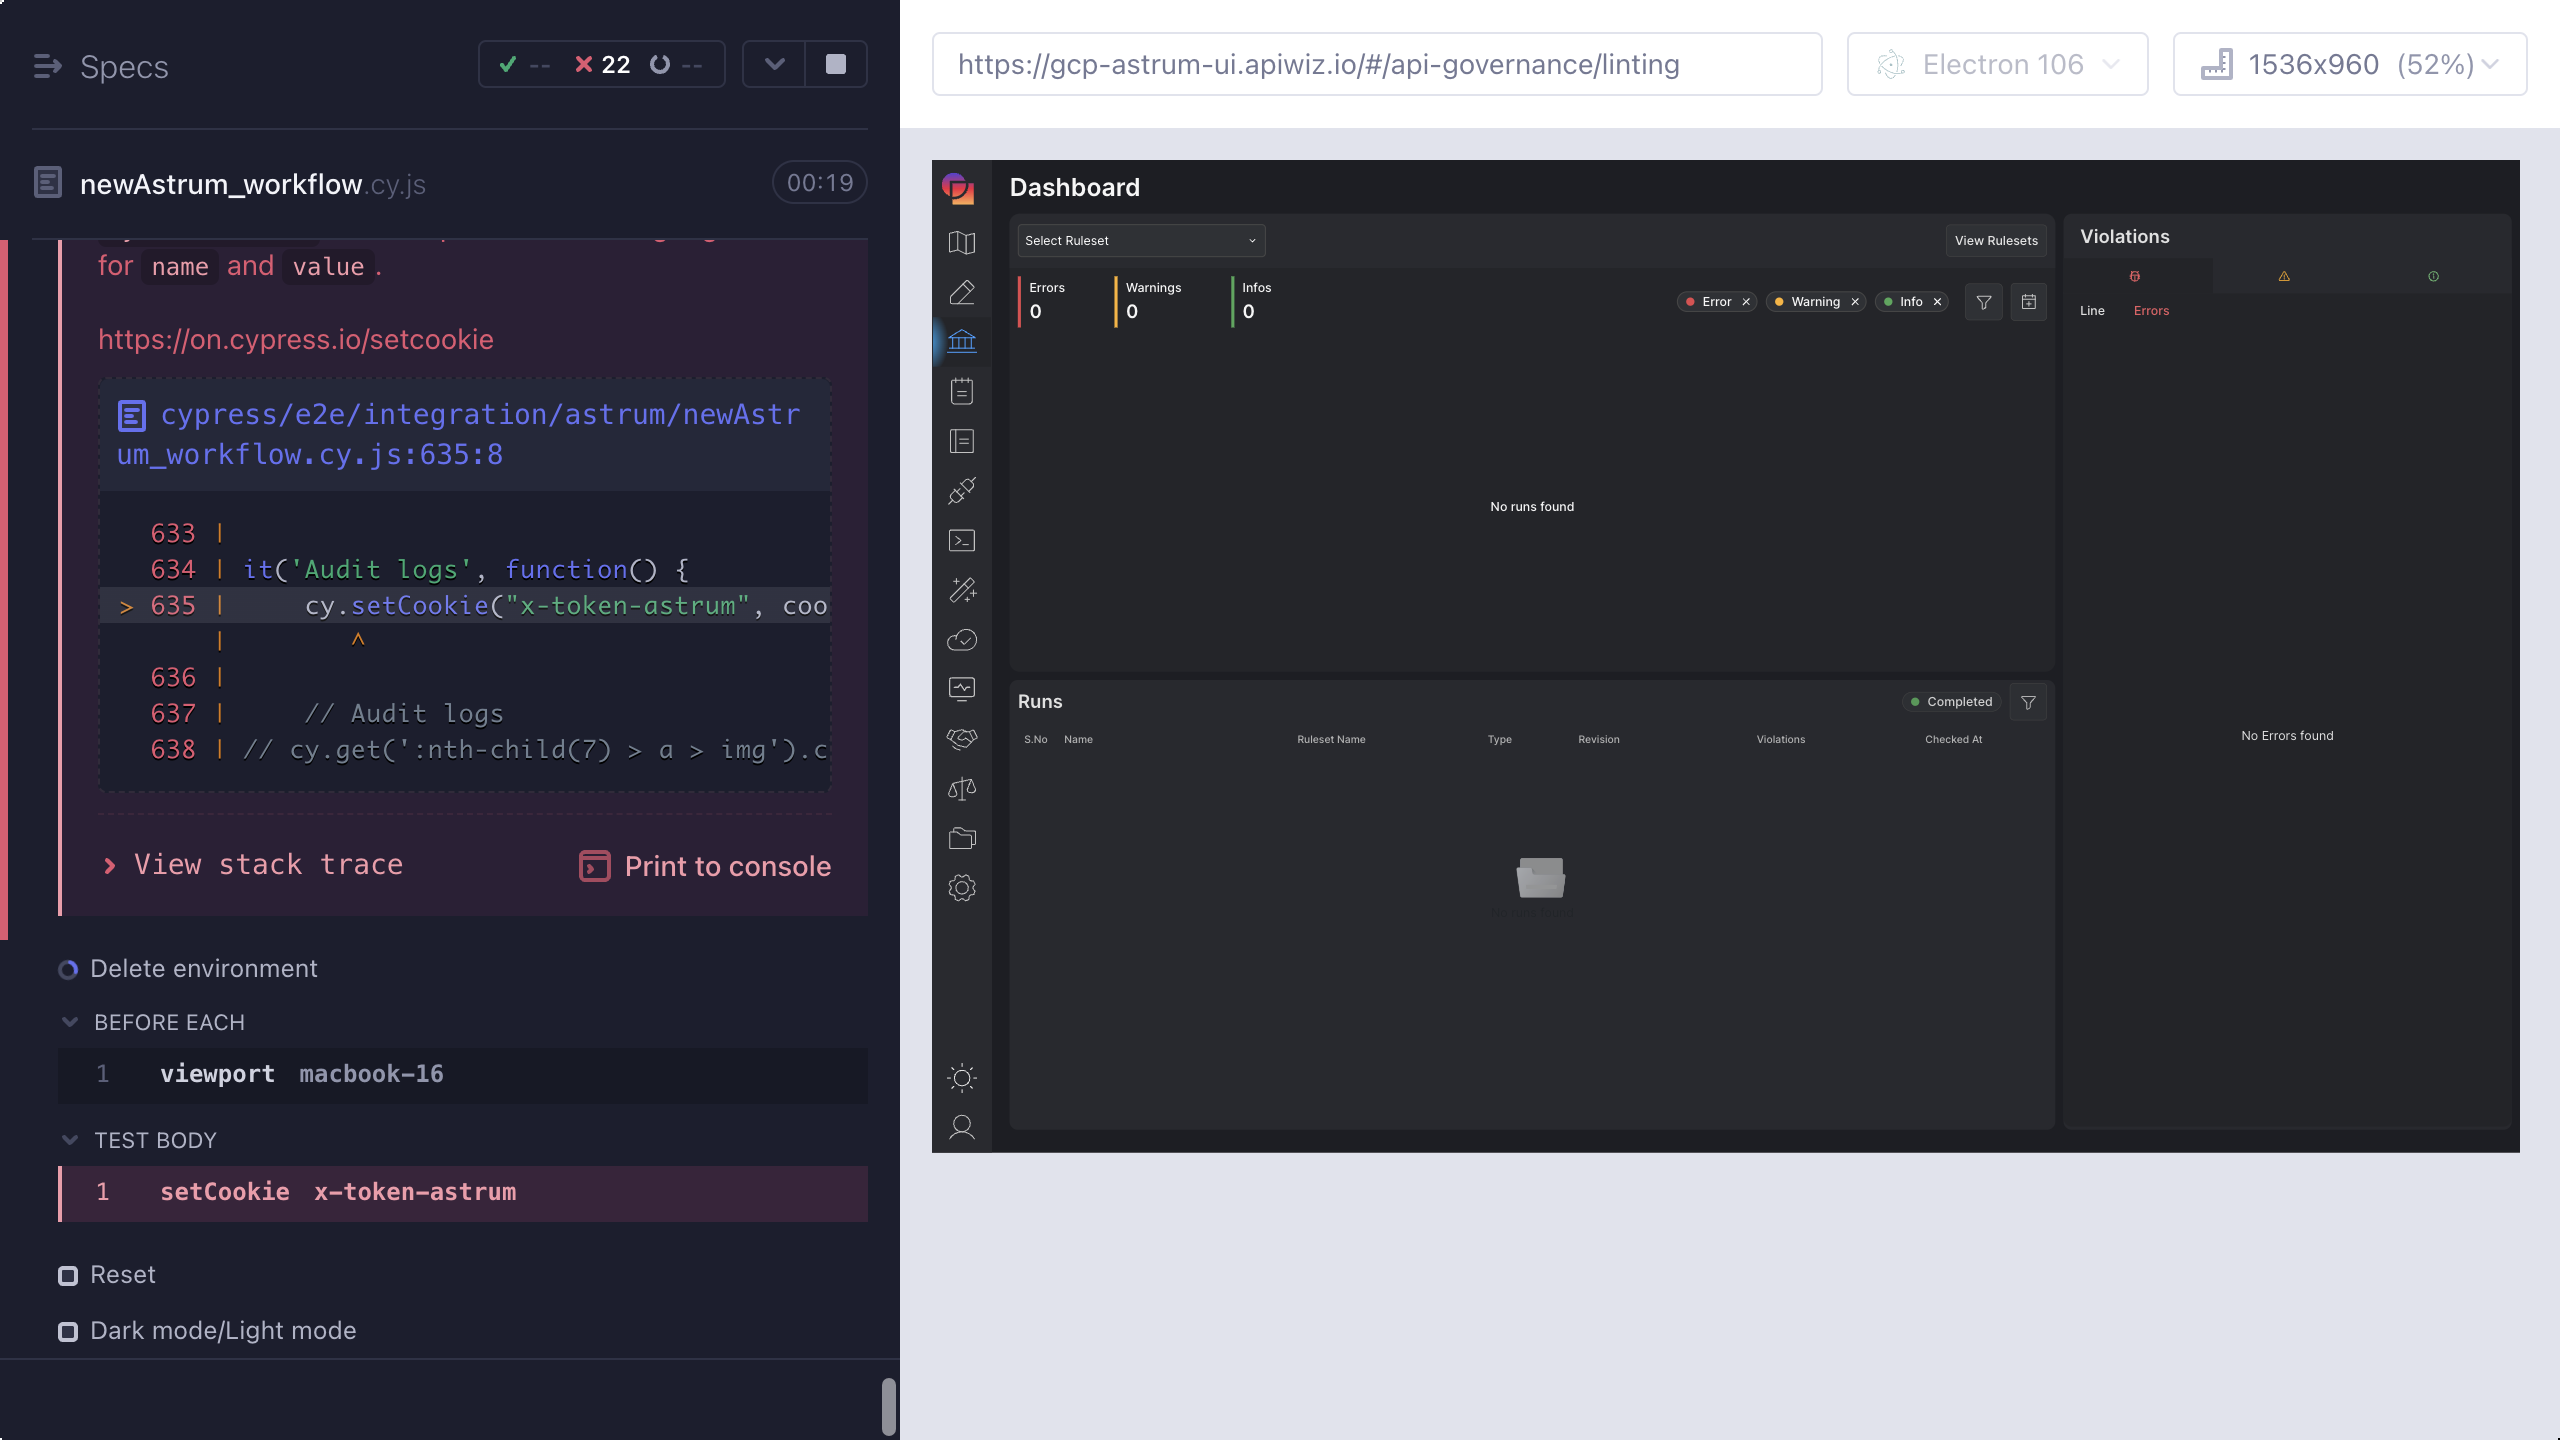 Specs
-- 22 --
newAstrum_workflow.cy.js
00:19
for name and value.
https://on.cypress.io/setcookie
cypress/e2e/integration/astrum/newAstr
um_workflow.cy.js:635:8
633 |
634 | it('Audit logs', function() {
> 635 | cy.setCookie("x-token-astrum", coo
| ^
636 |
637 | // Audit logs
638 | // cy.get(':nth-child(7) > a > img').c
View stack trace
Print to console
Delete environment
BEFORE EACH
1 viewport macbook-16
TEST BODY
1 setCookie x-token-astrum
Reset
Dark mode/Light mode
https://gcp-astrum-ui.apiwiz.io/#/api-governance/linting
Electron 106
1536x960 (52%)
Dashboard
Select Ruleset
View Rulesets
Errors Warnings Infos
0 0 0
Error Warning Info
No runs found
Runs
Completed
S.No Name Ruleset Name Type Revision Violations Checked At
Violations
Line Errors
No Errors found